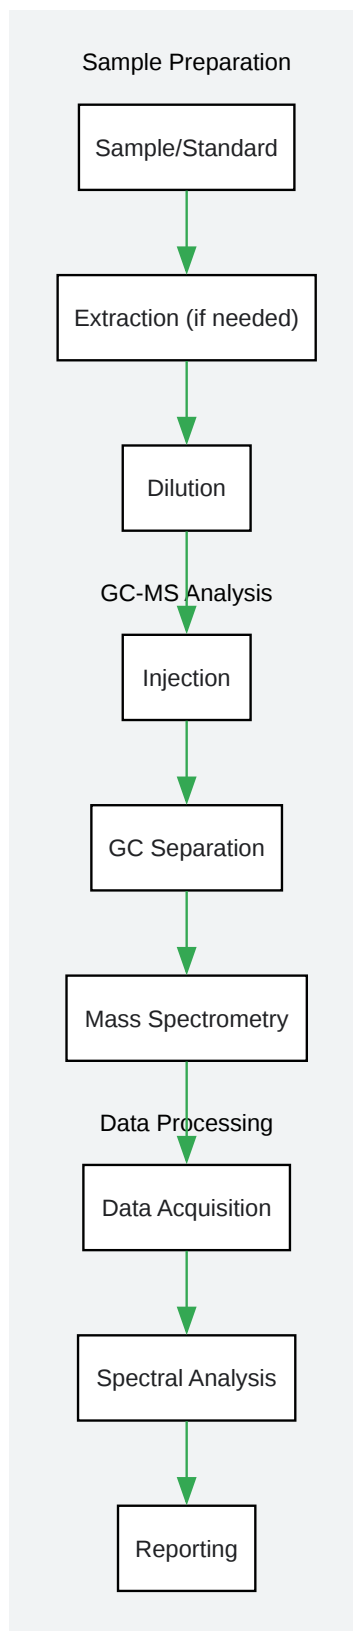 Sample Preparation
Sample/Standard
Extraction (if needed)
Dilution
GC-MS Analysis
Injection
GC Separation
Mass Spectrometry
Data Processing
Data Acquisition
Spectral Analysis
Reporting